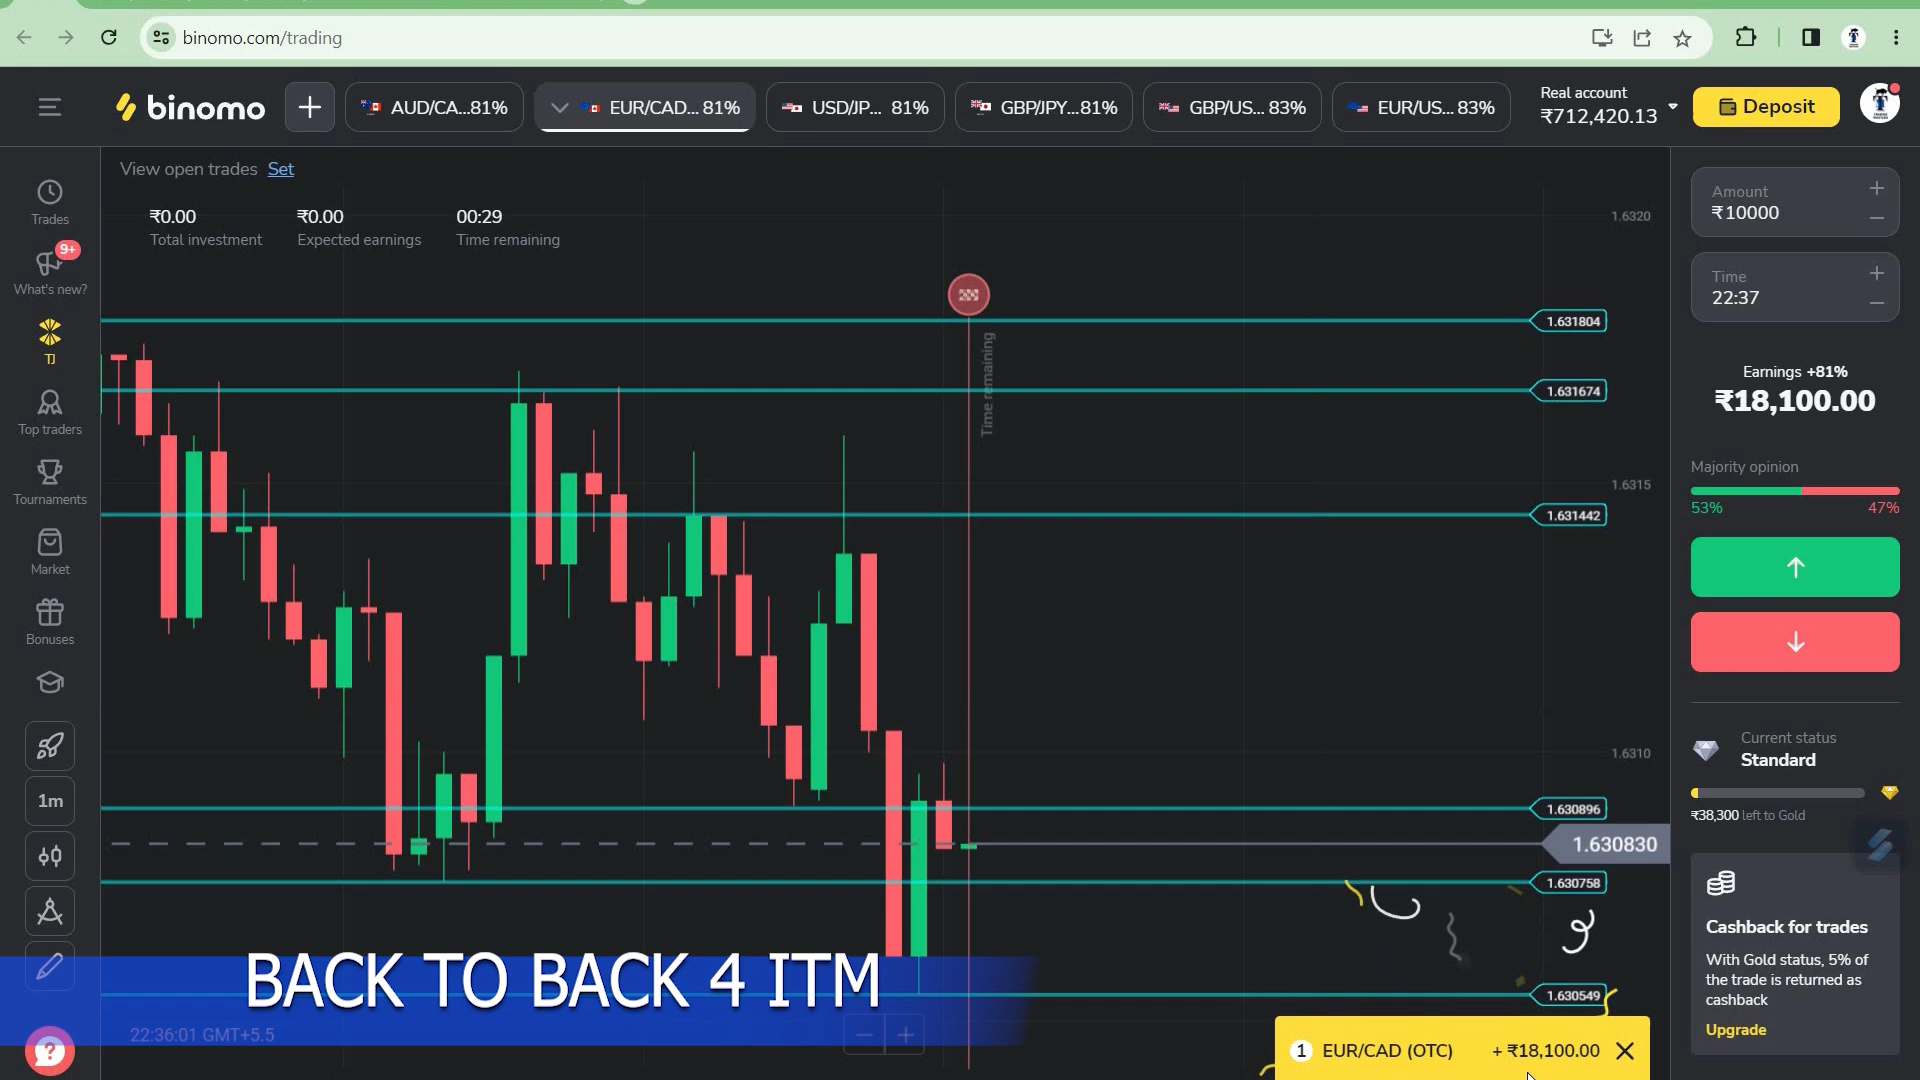 binomo.com/trading
binomo
AUD/CA...81%
EUR/CAD... 81%
USD/JP... 81%
GBP/JPY...81%
GBP/US... 83%
EUR/US... 83%
Real account
₹712,420.13
Deposit
View open trades Set
₹0.00
Total investment
₹0.00
Expected earnings
00:29
Time remaining
Trades
9+
What's new?
TJ
Top traders
Tournaments
Market
Bonuses
1m
Time remaining
1.6320
1.631804
1.631674
1.6315
1.631442
1.6310
1.630896
1.630830
1.630758
1.630549
Amount
₹10000
Time
22:37
Earnings +81%
₹18,100.00
Majority opinion
53% 47%
Current status
Standard
₹38,300 left to Gold
Cashback for trades
With Gold status, 5% of
the trade is returned as
cashback
Upgrade
BACK TO BACK 4 ITM
22:36:01 GMT+5.5
1 EUR/CAD (OTC) + ₹18,100.00